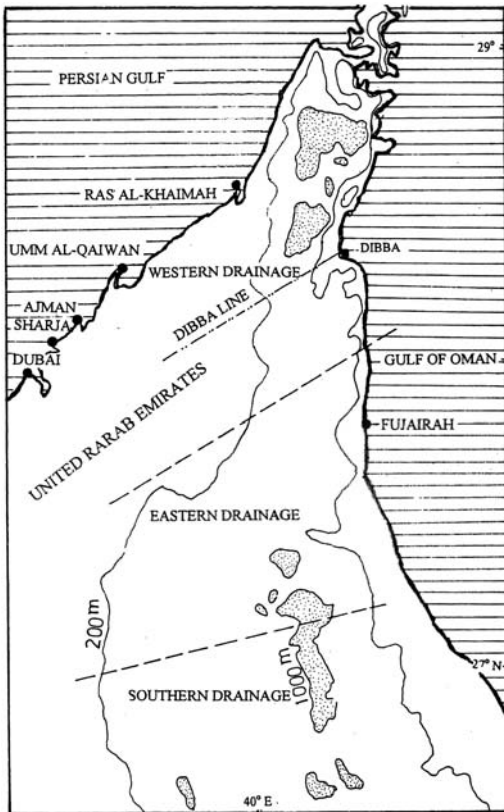 29°
PERSIAN GULF
RAS AL-KHAIMAH
UMM AL-QAIWAN
DIBBA
WESTERN DRAINAGE
AJMAN
SHARJA
DIBBA LINE
DUBAI
GULF OF OMAN
UNITED RARAB EMIRATES
FUJAIRAH
EASTERN DRAINAGE
200 m
1000 m
27° N
SOUTHERN DRAINAGE
40° E